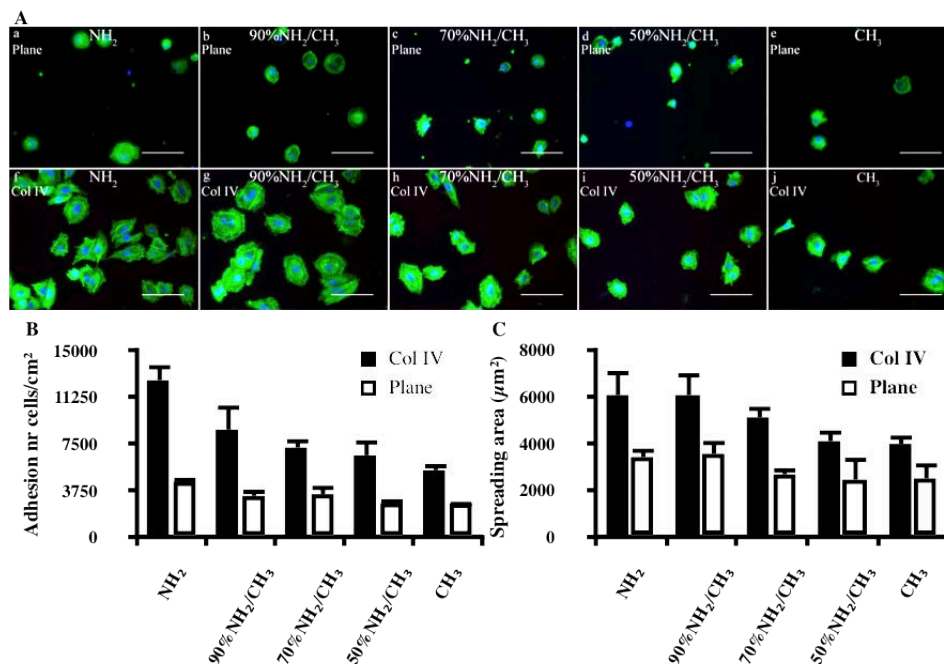 A
a NH₂ b 90%NH₂/CH₃ c 70%NH₂/CH₃ d 50%NH₂/CH₃ e CH₃
Plane Plane Plane Plane Plane
f NH₂ g 90%NH₂/CH₃ h 70%NH₂/CH₃ i 50%NH₂/CH₃ j CH₃
Col IV Col IV Col IV Col IV Col IV
B
Adhesion nr cells/cm²
15000
11250
7500
3750
0
Col IV
Plane
NH₂
90%NH₂/CH₃
70%NH₂/CH₃
50%NH₂/CH₃
CH₃
C
Spreading area (µm²)
8000
6000
4000
2000
0
Col IV
Plane
NH₂
90%NH₂/CH₃
70%NH₂/CH₃
50%NH₂/CH₃
CH₃